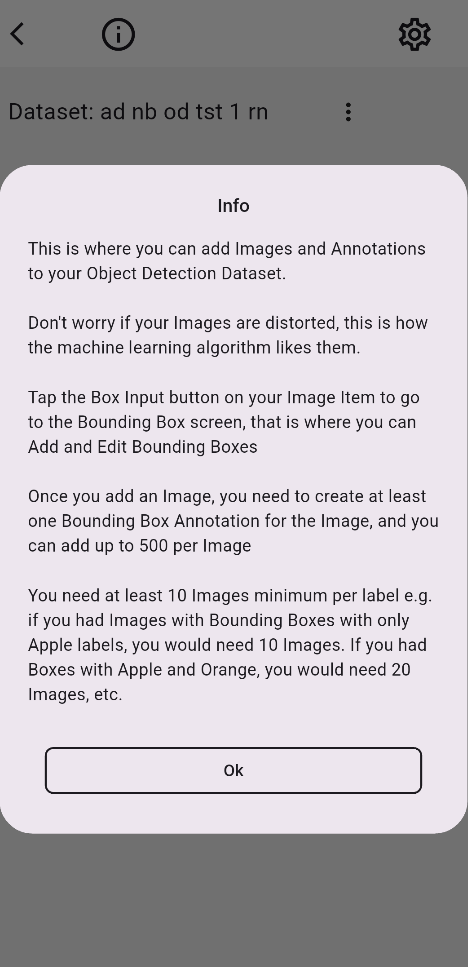 Dataset: ad nb od tst 1 rn
Info
This is where you can add Images and Annotations
to your Object Detection Dataset.
Don't worry if your Images are distorted, this is how
the machine learning algorithm likes them.
Tap the Box Input button on your Image Item to go
to the Bounding Box screen, that is where you can
Add and Edit Bounding Boxes
Once you add an Image, you need to create at least
one Bounding Box Annotation for the Image, and you
can add up to 500 per Image
You need at least 10 Images minimum per label e.g.
if you had Images with Bounding Boxes with only
Apple labels, you would need 10 Images. If you had
Boxes with Apple and Orange, you would need 20
Images, etc.
Ok